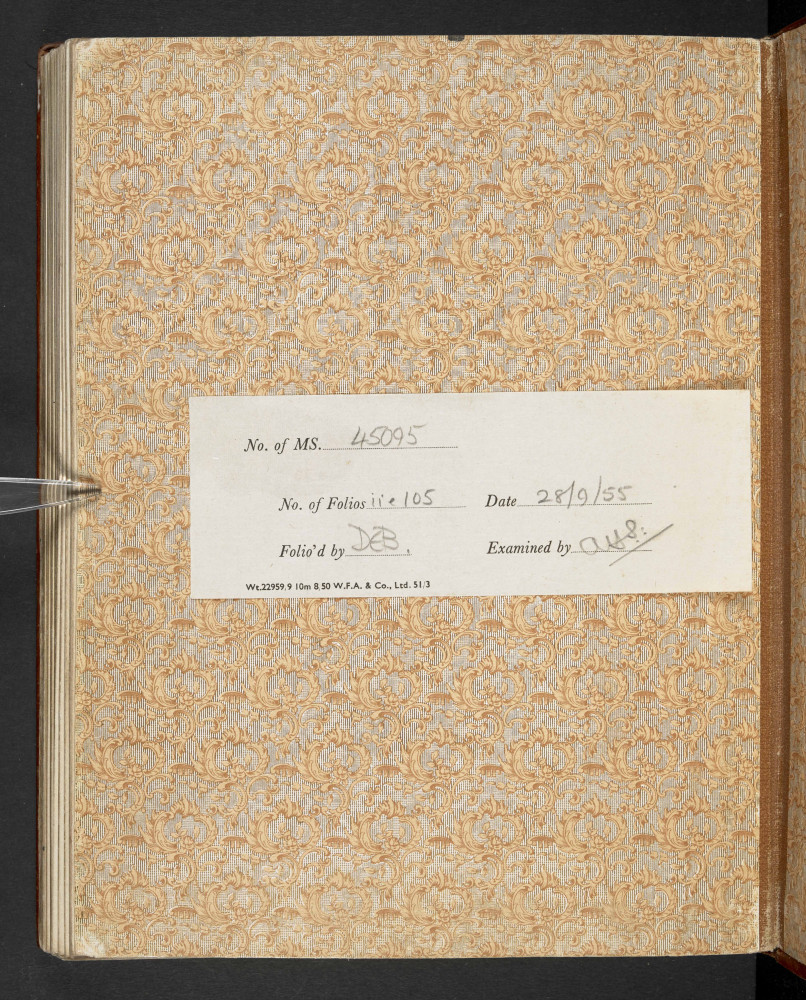 No. of MS. 45095
No. of Folios ii e 105 Date 28/9/55
Folio'd by DEB. Examined by
Wt.22959.9 10m 8.50 W.F.A. & Co., Ltd. 51/3